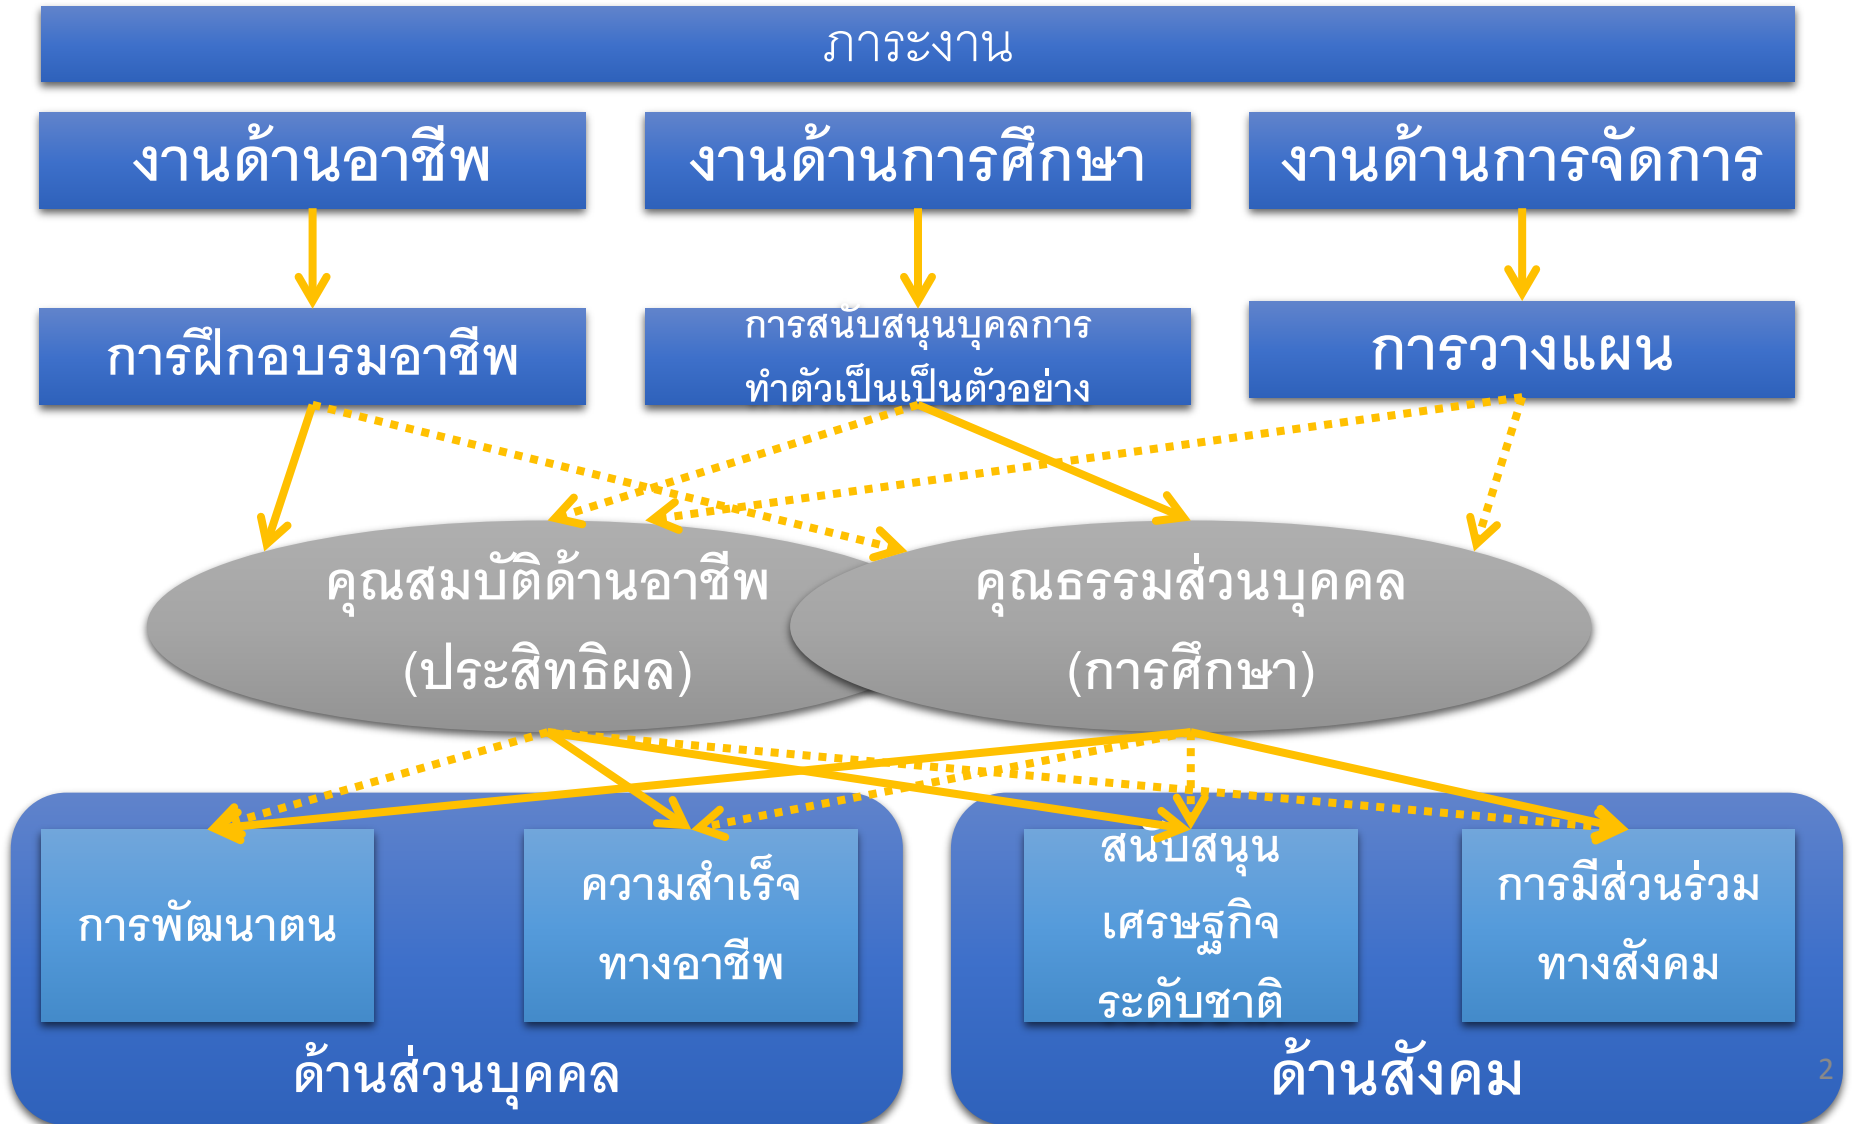 ภาระงาน
งานด้านอาชีพ
งานด้านการศึกษา
งานด้านการจัดการ
การฝึกอบรมอาชีพ
การสนับสนุนบุคลการ
ทำตัวเป็นเป็นตัวอย่าง
การวางแผน
คุณสมบัติด้านอาชีพ
(ประสิทธิผล)
คุณธรรมส่วนบุคคล
(การศึกษา)
การพัฒนาตน
ความสำเร็จ
ทางอาชีพ
สนับสนุน
เศรษฐกิจ
ระดับชาติ
การมีส่วนร่วม
ทางสังคม
ด้านส่วนบุคคล
ด้านสังคม
2